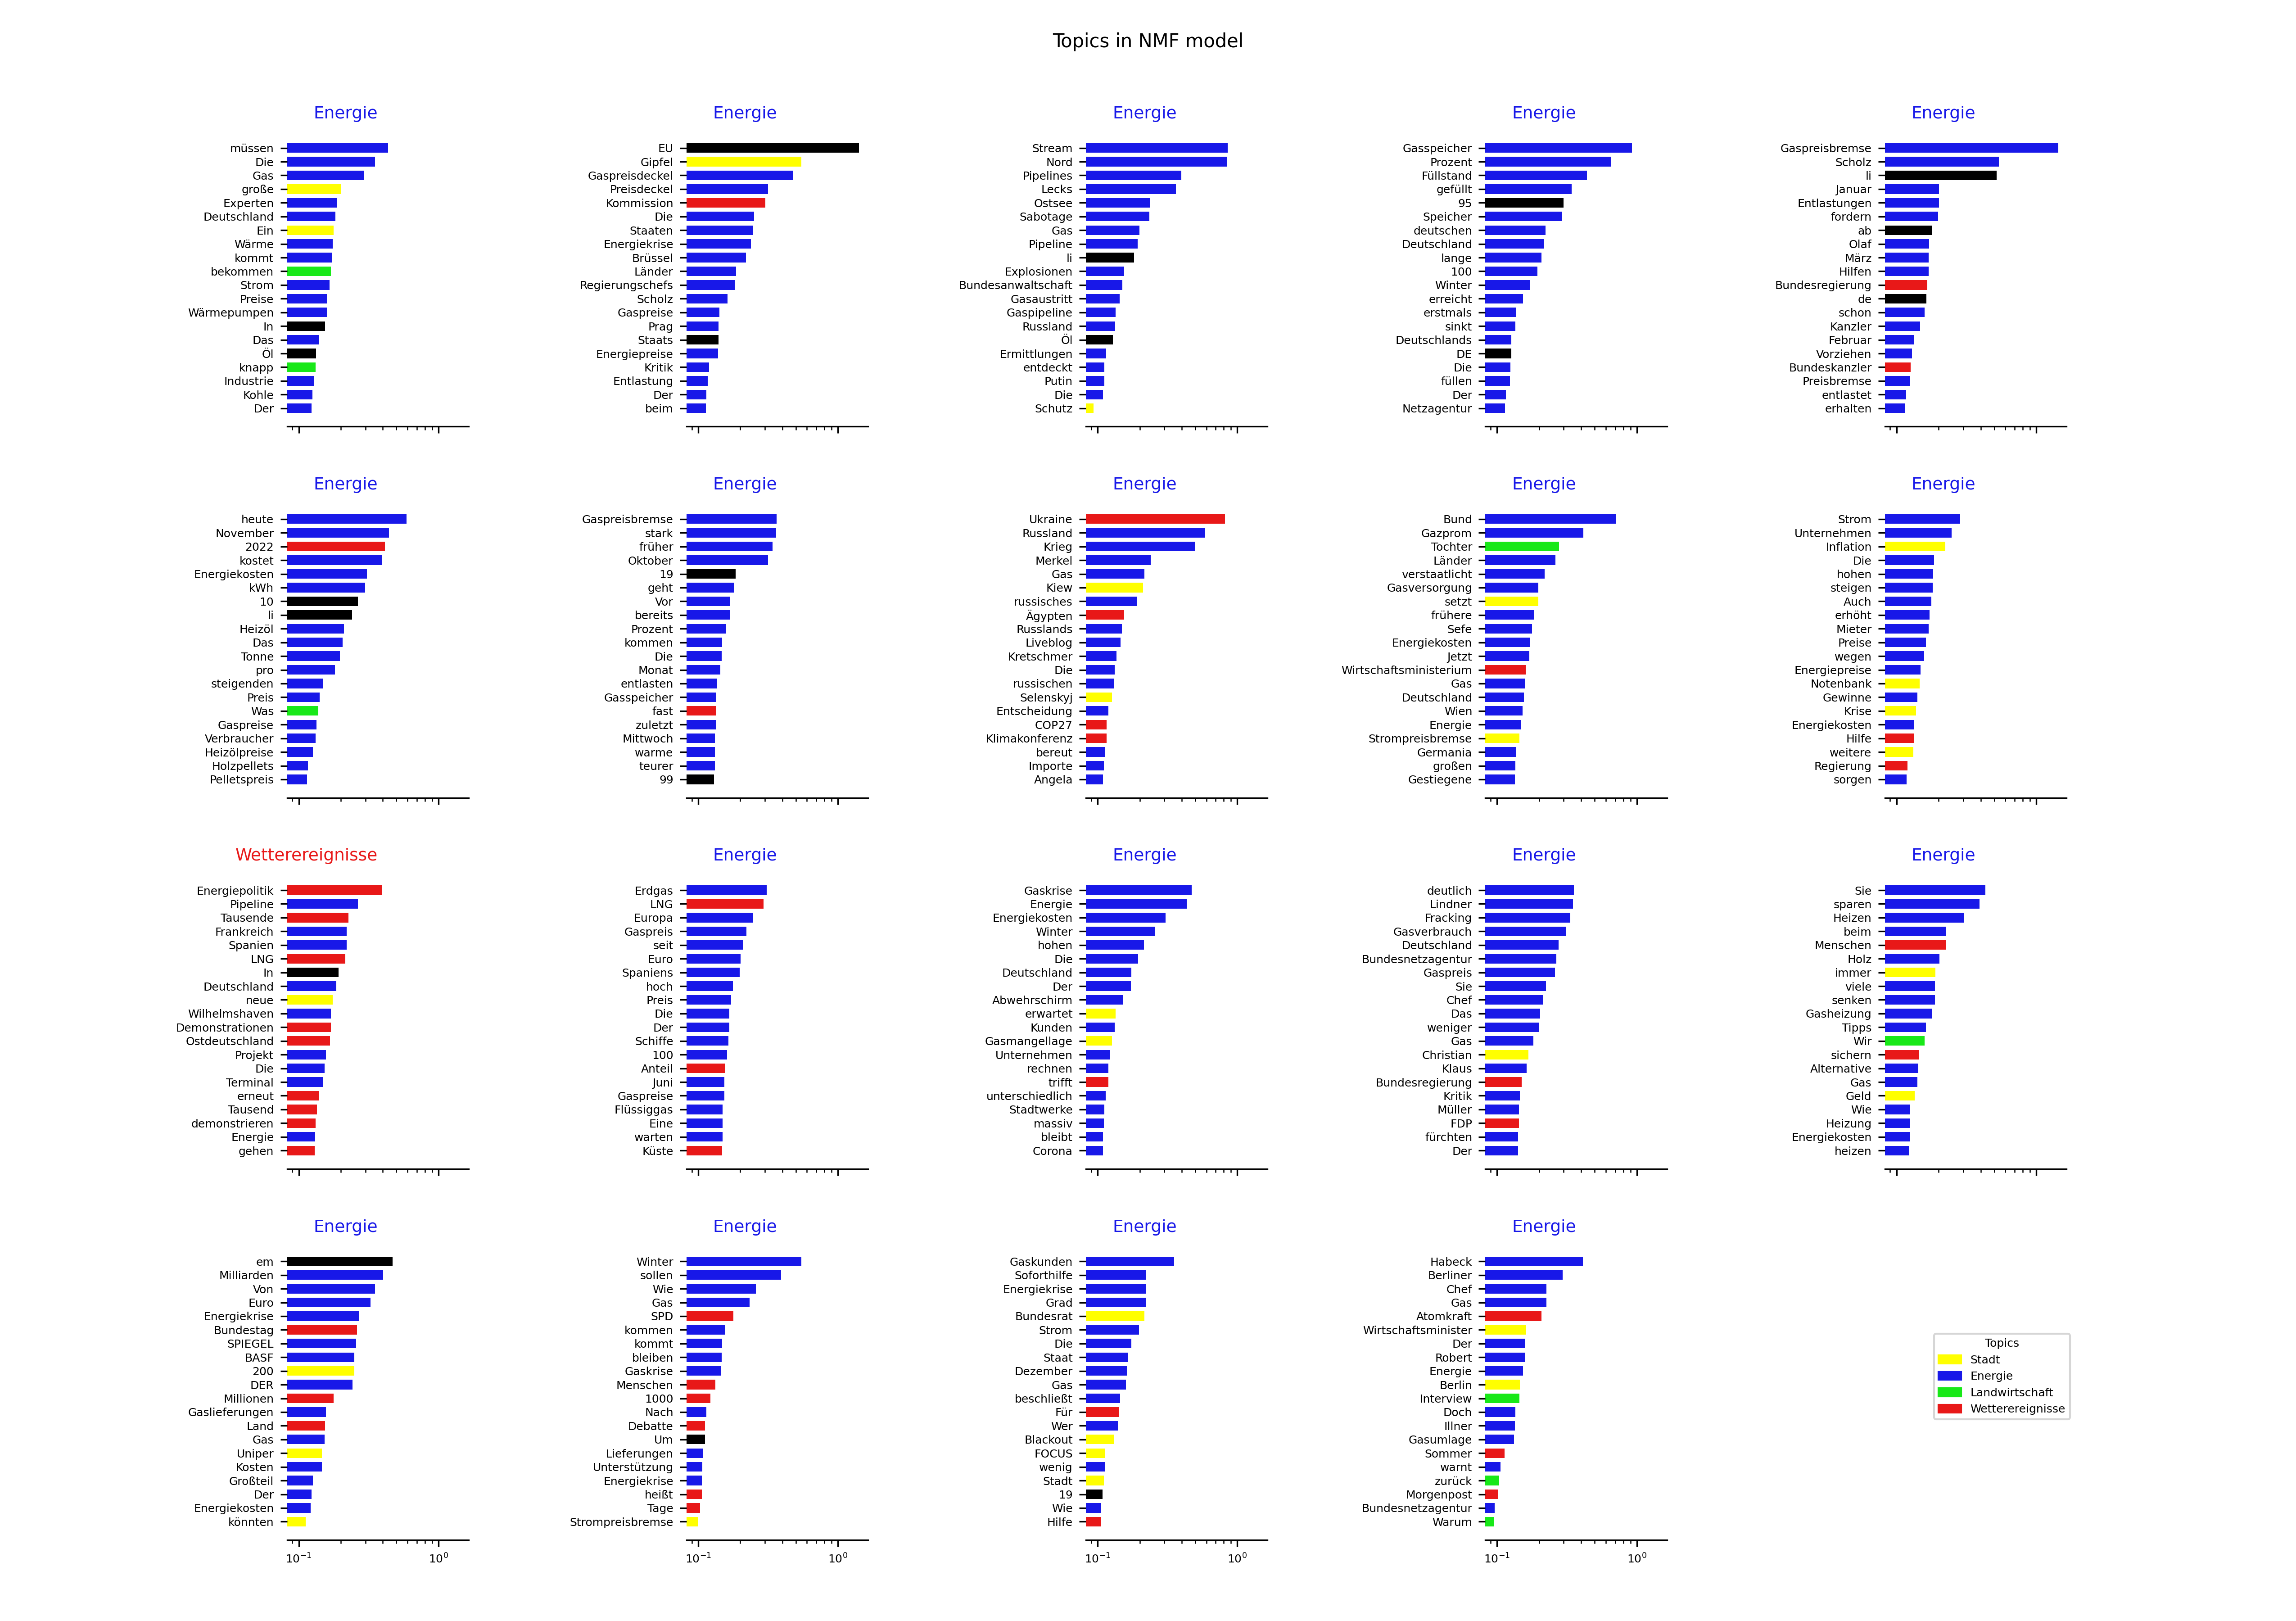 Topics in NMF model
Energie
müssen
Die
Gas
große
Experten
Deutschland
Ein
Wärme
kommt
bekommen
Strom
Preise
Wärmepumpen
In
Das
Öl
knapp
Industrie
Kohle
Der
Energie
EU
Gipfel
Gaspreisdeckel
Preisdeckel
Kommission
Die
Staaten
Energiekrise
Brüssel
Länder
Regierungschefs
Scholz
Gaspreise
Prag
Staats
Energiepreise
Kritik
Entlastung
Der
beim
Energie
Stream
Nord
Pipelines
Lecks
Ostsee
Sabotage
Gas
Pipeline
li
Explosionen
Bundesanwaltschaft
Gasaustritt
Gaspipeline
Russland
Öl
Ermittlungen
entdeckt
Putin
Die
Schutz
Energie
Gasspeicher
Prozent
Füllstand
gefüllt
95
Speicher
deutschen
Deutschland
lange
100
Winter
erreicht
erstmals
sinkt
Deutschlands
DE
Die
füllen
Der
Netzagentur
Energie
Gaspreisbremse
Scholz
li
Januar
Entlastungen
fordern
ab
Olaf
März
Hilfen
Bundesregierung
de
schon
Kanzler
Februar
Vorziehen
Bundeskanzler
Preisbremse
entlastet
erhalten
Energie
heute
November
2022
kostet
Energiekosten
kWh
10
li
Heizöl
Das
Tonne
pro
steigenden
Preis
Was
Gaspreise
Verbraucher
Heizölpreise
Holzpellets
Pelletspreis
Energie
Gaspreisbremse
stark
früher
Oktober
19
geht
Vor
bereits
Prozent
kommen
Die
Monat
entlasten
Gasspeicher
fast
zuletzt
Mittwoch
warme
teurer
99
Energie
Ukraine
Russland
Krieg
Merkel
Gas
Kiew
russisches
Ägypten
Russlands
Liveblog
Kretschmer
Die
russischen
Selenskyj
Entscheidung
COP27
Klimakonferenz
bereut
Importe
Angela
Energie
Bund
Gazprom
Tochter
Länder
verstaatlicht
Gasversorgung
setzt
frühere
Sefe
Energiekosten
Jetzt
Wirtschaftsministerium
Gas
Deutschland
Wien
Energie
Strompreisbremse
Germania
großen
Gestiegene
Energie
Strom
Unternehmen
Inflation
Die
hohen
steigen
Auch
erhöht
Mieter
Preise
wegen
Energiepreise
Notenbank
Gewinne
Krise
Energiekosten
Hilfe
weitere
Regierung
sorgen
Wetterereignisse
Energiepolitik
Pipeline
Tausende
Frankreich
Spanien
LNG
In
Deutschland
neue
Wilhelmshaven
Demonstrationen
Ostdeutschland
Projekt
Die
Terminal
erneut
Tausend
demonstrieren
Energie
gehen
Energie
Erdgas
LNG
Europa
Gaspreis
seit
Euro
Spaniens
hoch
Preis
Die
Der
Schiffe
100
Anteil
Juni
Gaspreise
Flüssiggas
Eine
warten
Küste
Energie
Gaskrise
Energie
Energiekosten
Winter
hohen
Die
Deutschland
Der
Abwehrschirm
erwartet
Kunden
Gasmangellage
Unternehmen
rechnen
trifft
unterschiedlich
Stadtwerke
massiv
bleibt
Corona
Energie
deutlich
Lindner
Fracking
Gasverbrauch
Deutschland
Bundesnetzagentur
Gaspreis
Sie
Chef
Das
weniger
Gas
Christian
Klaus
Bundesregierung
Kritik
Müller
FDP
fürchten
Der
Energie
Sie
sparen
Heizen
beim
Menschen
Holz
immer
viele
senken
Gasheizung
Tipps
Wir
sichern
Alternative
Gas
Geld
Wie
Heizung
Energiekosten
heizen
Energie
em
Milliarden
Von
Euro
Energiekrise
Bundestag
SPIEGEL
BASF
200
DER
Millionen
Gaslieferungen
Land
Gas
Uniper
Kosten
Großteil
Der
Energiekosten
könnten
10⁻¹ 10⁰
Energie
Winter
sollen
Wie
Gas
SPD
kommen
kommt
bleiben
Gaskrise
Menschen
1000
Nach
Debatte
Um
Lieferungen
Unterstützung
Energiekrise
heißt
Tage
Strompreisbremse
10⁻¹ 10⁰
Energie
Gaskunden
Soforthilfe
Energiekrise
Grad
Bundesrat
Strom
Die
Staat
Dezember
Gas
beschließt
Für
Wer
Blackout
FOCUS
wenig
Stadt
19
Wie
Hilfe
10⁻¹ 10⁰
Energie
Habeck
Berliner
Chef
Gas
Atomkraft
Wirtschaftsminister
Der
Robert
Energie
Berlin
Interview
Doch
Illner
Gasumlage
Sommer
warnt
zurück
Morgenpost
Bundesnetzagentur
Warum
10⁻¹ 10⁰
Topics
Stadt
Energie
Landwirtschaft
Wetterereignisse